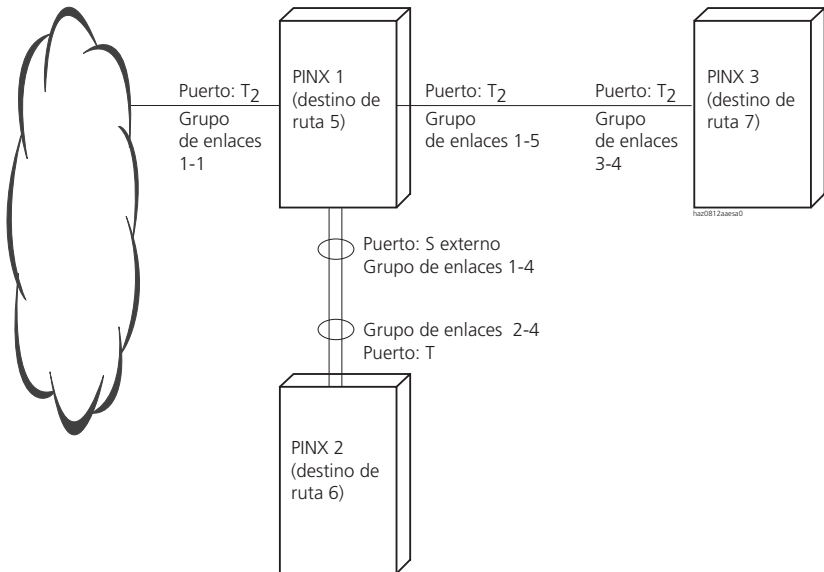 Puerto: T2
Grupo
de enlaces
1-1
PINX 1
(destino de
ruta 5)
Puerto: T2
Grupo
de enlaces 1-5
Puerto: T2
Grupo
de enlaces
3-4
PINX 3
(destino de
ruta 7)
haz0812aaesa0
Puerto: S externo
Grupo de enlaces 1-4
Grupo de enlaces 2-4
Puerto: T
PINX 2
(destino de
ruta 6)